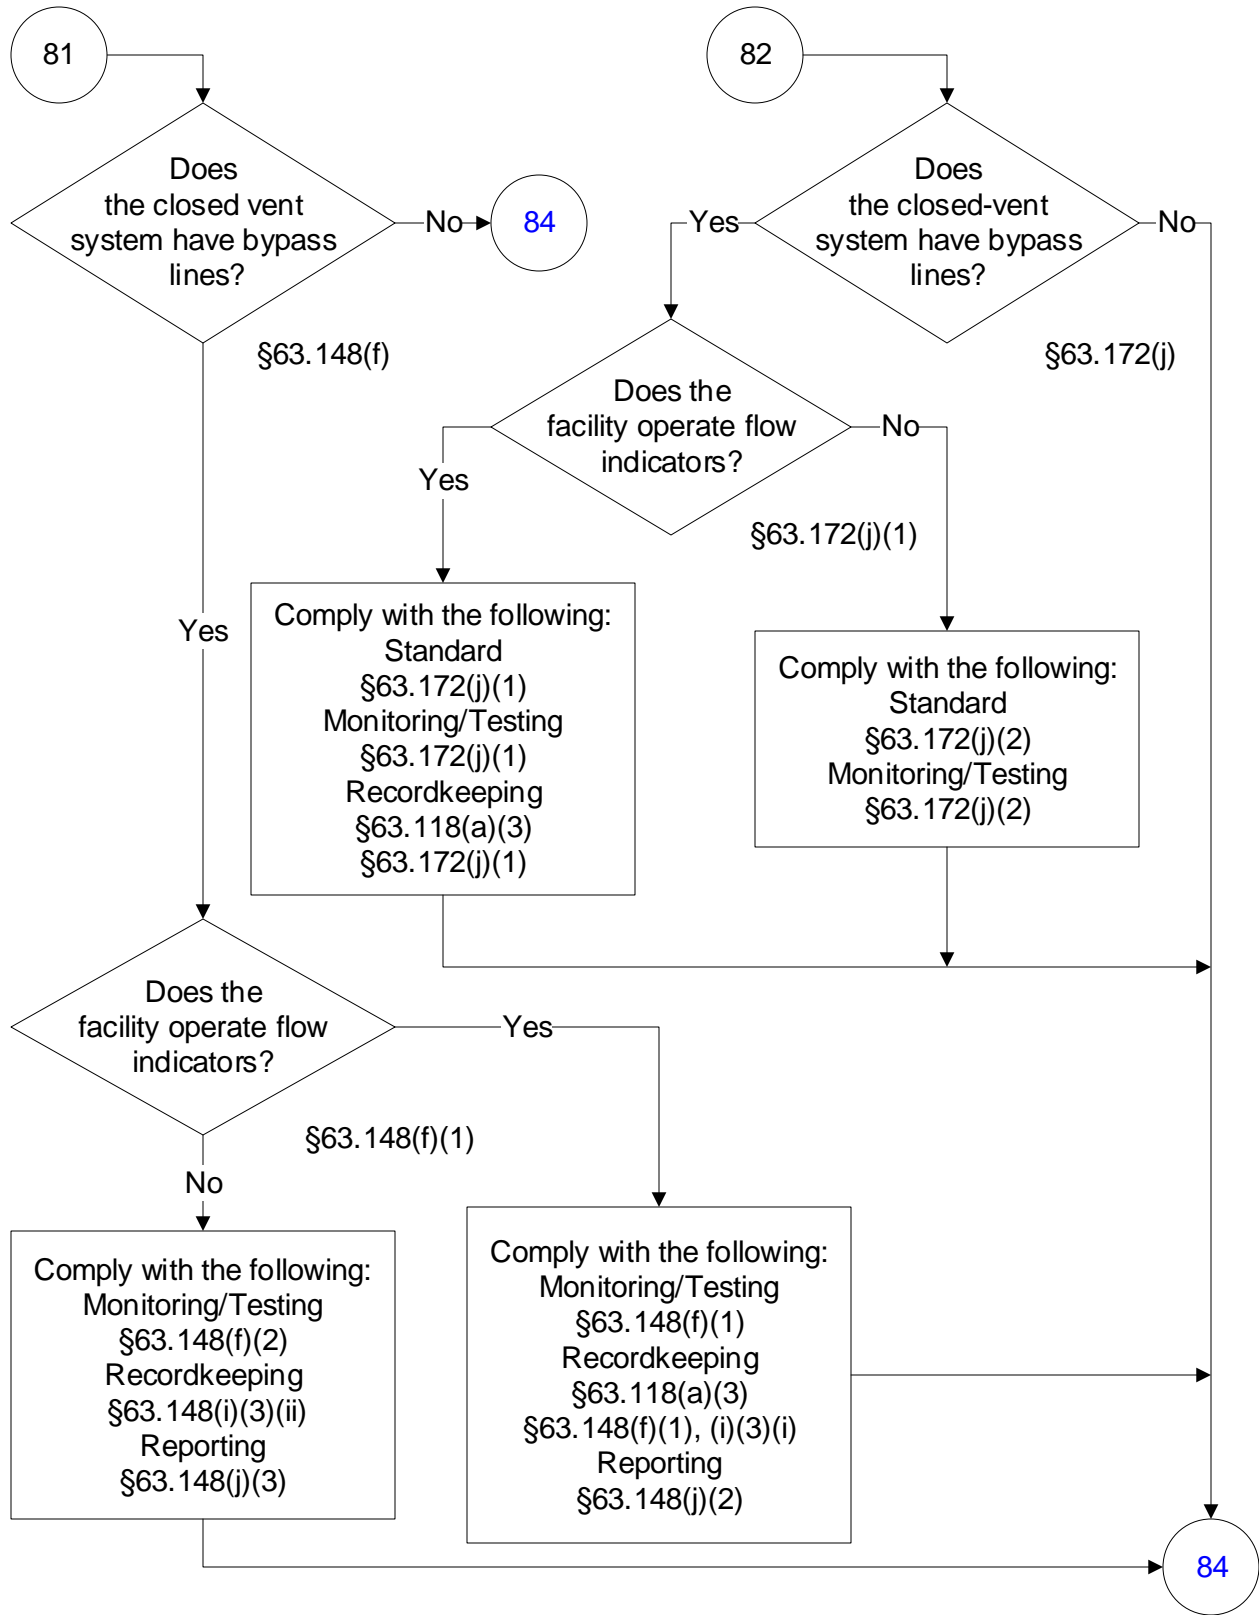 81
82
Does
the closed vent
system have bypass
lines?
No
84
Yes
Does
the closed-vent
system have bypass
lines?
No
§63.148(f)
§63.172(j)
Does the
facility operate flow
indicators?
Yes
No
§63.172(j)(1)
Yes
Comply with the following:
Standard
§63.172(j)(1)
Monitoring/Testing
§63.172(j)(1)
Recordkeeping
§63.118(a)(3)
§63.172(j)(1)
Comply with the following:
Standard
§63.172(j)(2)
Monitoring/Testing
§63.172(j)(2)
Does the
facility operate flow
indicators?
Yes
§63.148(f)(1)
No
Comply with the following:
Monitoring/Testing
§63.148(f)(2)
Recordkeeping
§63.148(i)(3)(ii)
Reporting
§63.148(j)(3)
Comply with the following:
Monitoring/Testing
§63.148(f)(1)
Recordkeeping
§63.118(a)(3)
§63.148(f)(1), (i)(3)(i)
Reporting
§63.148(j)(2)
84